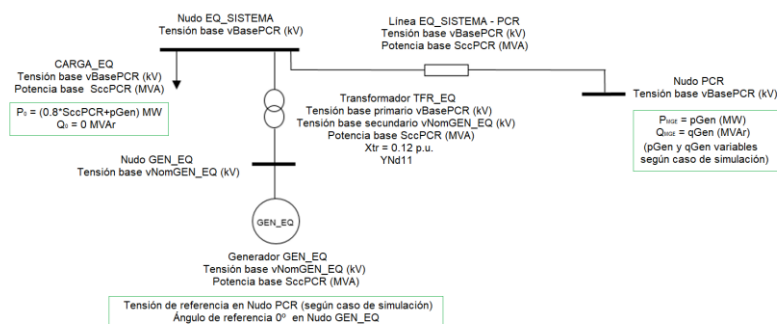 Nudo EQ_SISTEMA
Tensión base vBasePCR (kV)
Línea EQ_SISTEMA - PCR
Tensión base vBasePCR (kV)
Potencia base SccPCR (MVA)
CARGA_EQ
Tensión base vBasePCR (kV)
Potencia base SccPCR (MVA)
P₀ = (0.8*SccPCR+pGen) MW
Q₀ = 0 MVAr
Transformador TFR_EQ
Tensión base primario vBasePCR (kV)
Tensión base secundario vNomGEN_EQ (kV)
Potencia base SccPCR (MVA)
Xtr = 0.12 p.u.
YNd11
Nudo PCR
Tensión base vBasePCR (kV)
P_MGE = pGen (MW)
Q_MGE = qGen (MVAr)
(pGen y qGen variables
según caso de simulación)
Nudo GEN_EQ
Tensión base vNomGEN_EQ (kV)
GEN_EQ
Generador GEN_EQ
Tensión base vNomGEN_EQ (kV)
Potencia base SccPCR (MVA)
Tensión de referencia en Nudo PCR (según caso de simulación)
Ángulo de referencia 0º en Nudo GEN_EQ